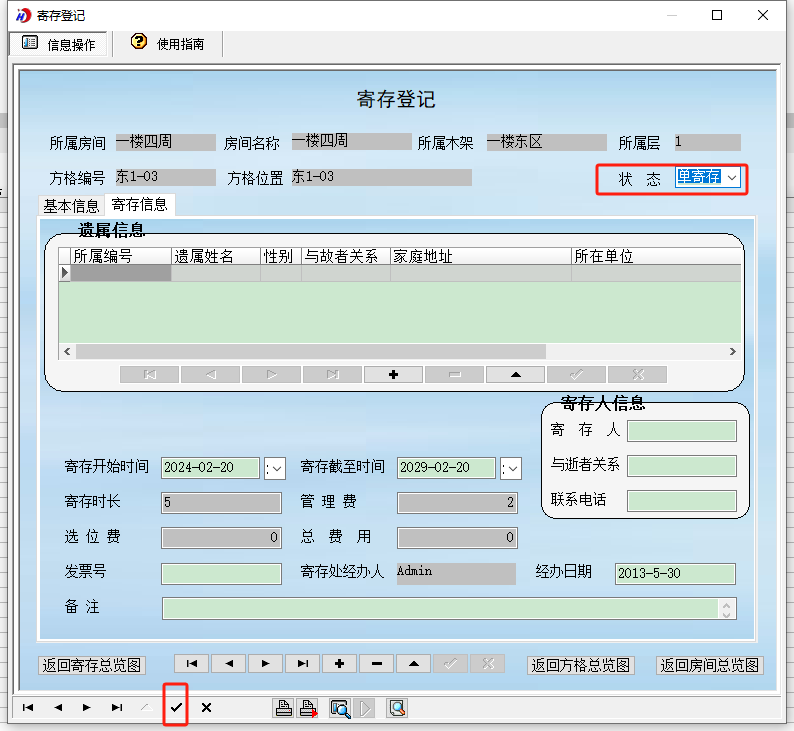 寄存登记
信息操作 使用指南
寄存登记
所属房间 一楼四周 房间名称 一楼四周 所属木架 一楼东区 所属层 1
方格编号 东1-03 方格位置 东1-03 状 态 单寄存
基本信息 寄存信息
遗属信息
所属编号 遗属姓名 性别 与故者关系 家庭地址 所在单位
寄存人信息
寄 存 人
与逝者关系
联系电话
寄存开始时间 2024-02-20 寄存截至时间 2029-02-20
寄存时长 5 管 理 费 2
选 位 费 0 总 费 用 0
发票号 寄存处经办人 Admin 经办日期 2013-5-30
备 注
返回寄存总览图 返回方格总览图 返回房间总览图